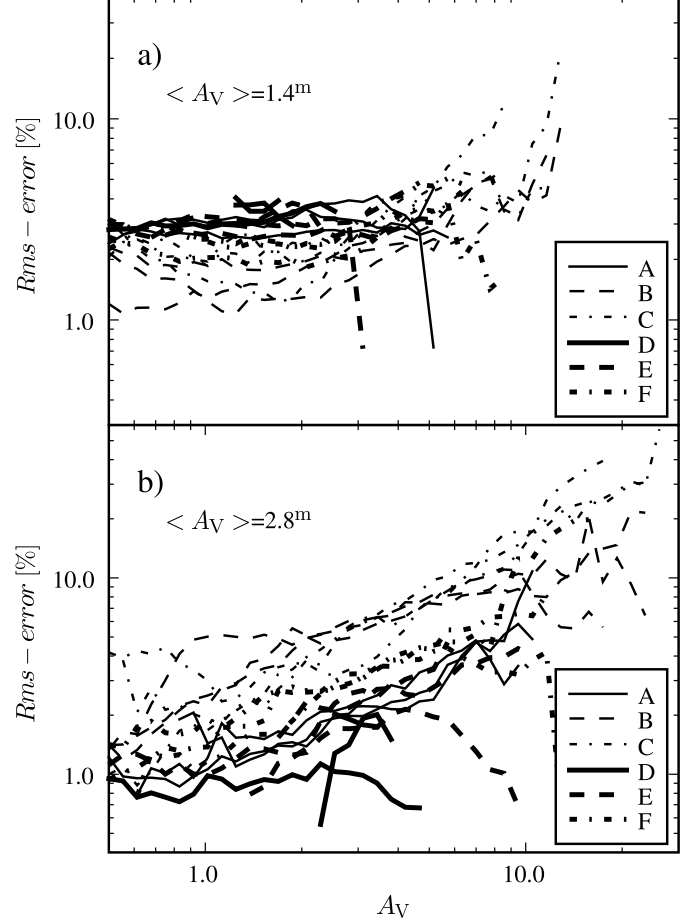 a)
< A_V >=1.4^m
Rms − error [%]
10.0
1.0
A
B
C
D
E
F
b)
< A_V >=2.8^m
Rms − error [%]
10.0
1.0
A
B
C
D
E
F
1.0 10.0
A_V